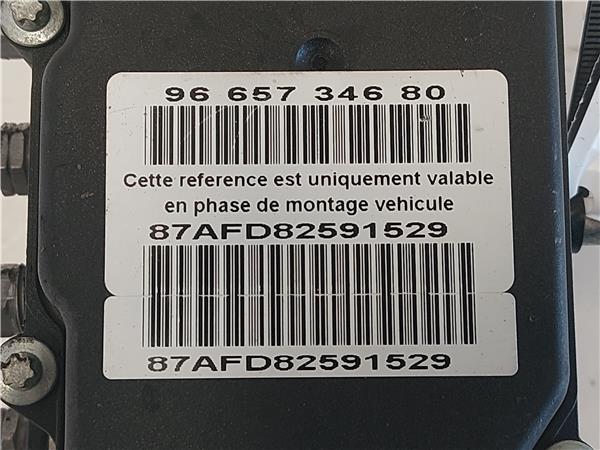 96 657 346 80
Cette reference est uniquement valable
en phase de montage vehicule
87AFD82591529
87AFD82591529